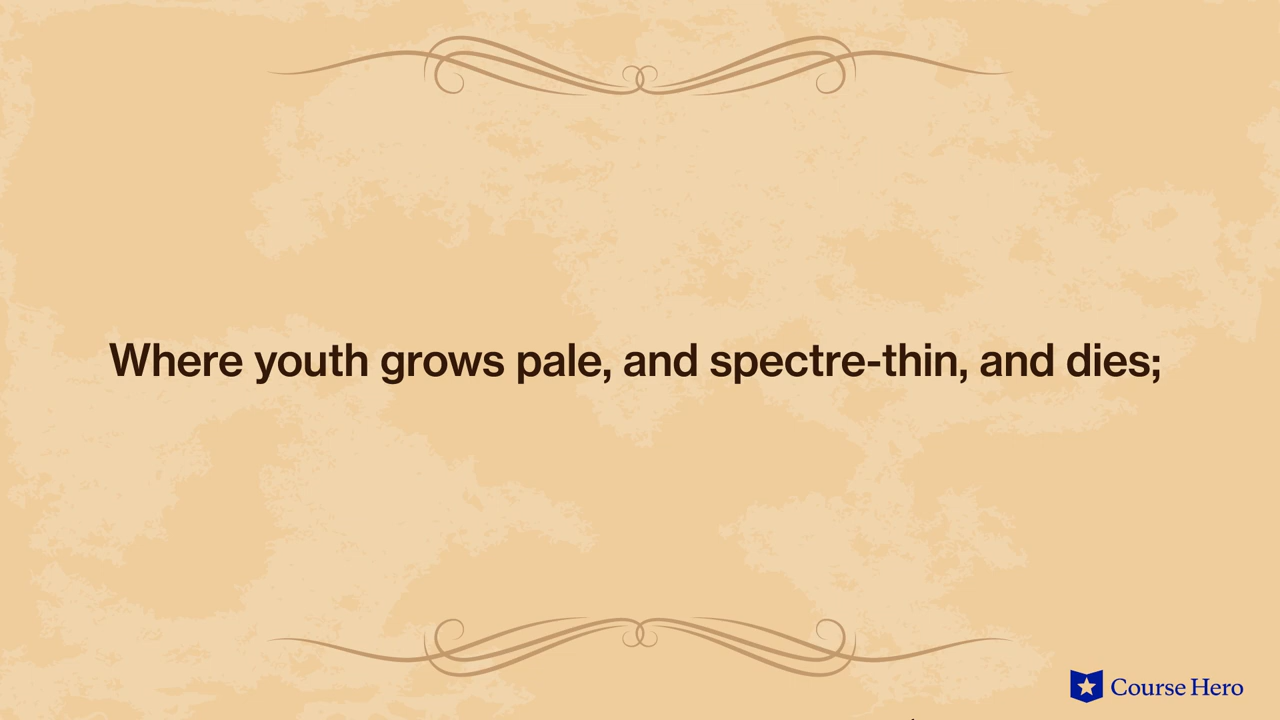 Where youth grows pale, and spectre-thin, and dies;
Course Hero